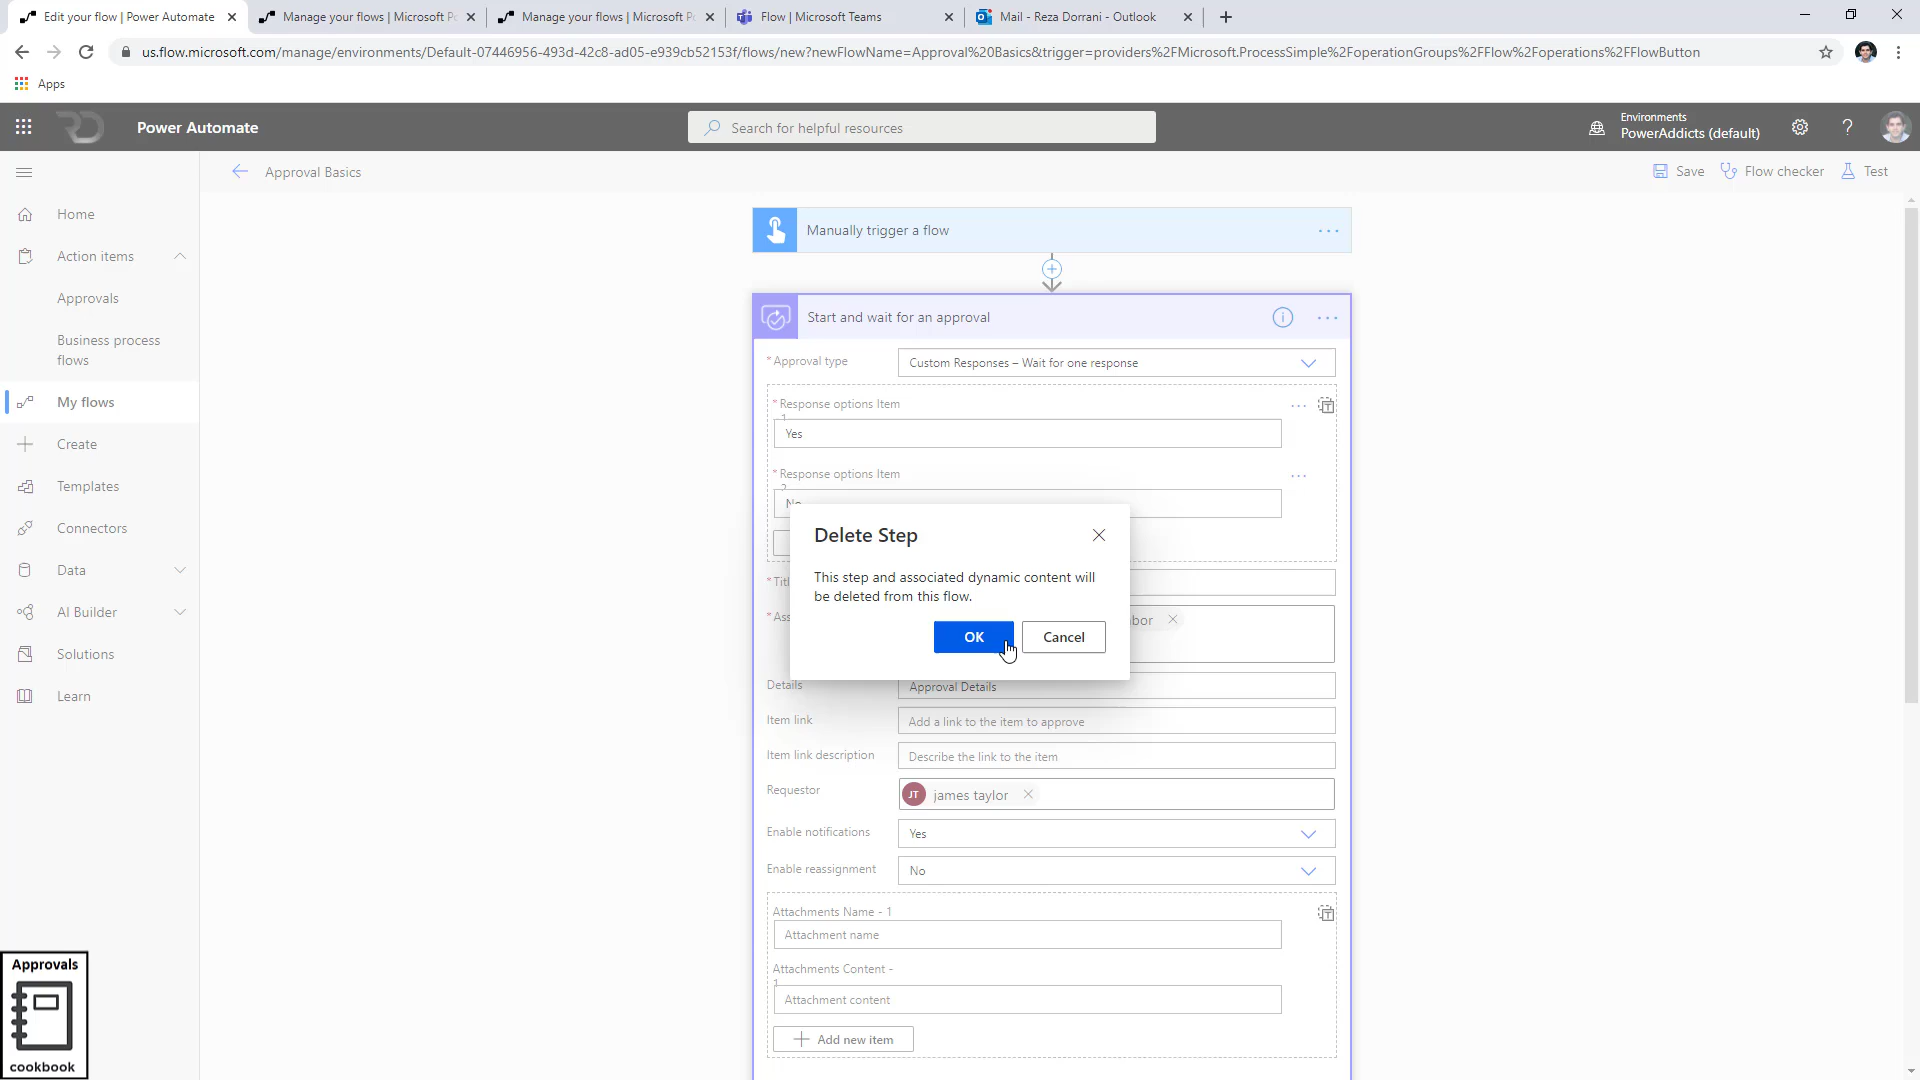 Edit your flow | Power Automate
Manage your flows | Microsoft Po
Manage your flows | Microsoft Po
Flow | Microsoft Teams
Mail - Reza Dorrani - Outlook
us.flow.microsoft.com/manage/environments/Default-07446956-493d-42c8-ad05-e939cb52153f/flows/new?newFlowName=Approval%20Basics&trigger=providers%2FMicrosoft.ProcessSimple%2FoperationGroups%2FFlow%2Foperations%2FFlowButton
Apps
Power Automate
Search for helpful resources
Environments
PowerAddicts (default)
Approval Basics
Save
Flow checker
Test
Home
Action items
Approvals
Business process
flows
My flows
Create
Templates
Connectors
Data
AI Builder
Solutions
Learn
Manually trigger a flow
Start and wait for an approval
* Approval type
Custom Responses – Wait for one response
* Response options Item
1
Yes
* Response options Item
2
No
Delete Step
This step and associated dynamic content will
be deleted from this flow.
OK
Cancel
* Titl
* Ass
bor
Details
Approval Details
Item link
Add a link to the item to approve
Item link description
Describe the link to the item
Requestor
JT
james taylor
Enable notifications
Yes
Enable reassignment
No
Attachments Name - 1
Attachment name
Attachments Content -
1
Attachment content
Add new item
Approvals
cookbook